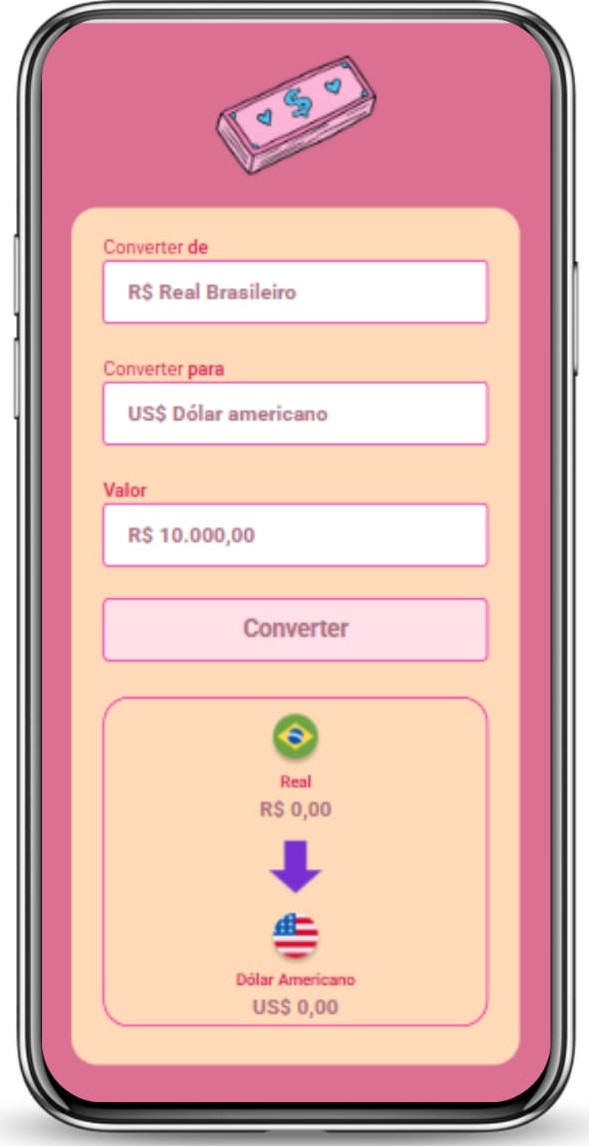 $
Converter de
R$ Real Brasileiro
Converter para
US$ Dólar americano
Valor
R$ 10.000,00
Converter
Real
R$ 0,00
Dólar Americano
US$ 0,00